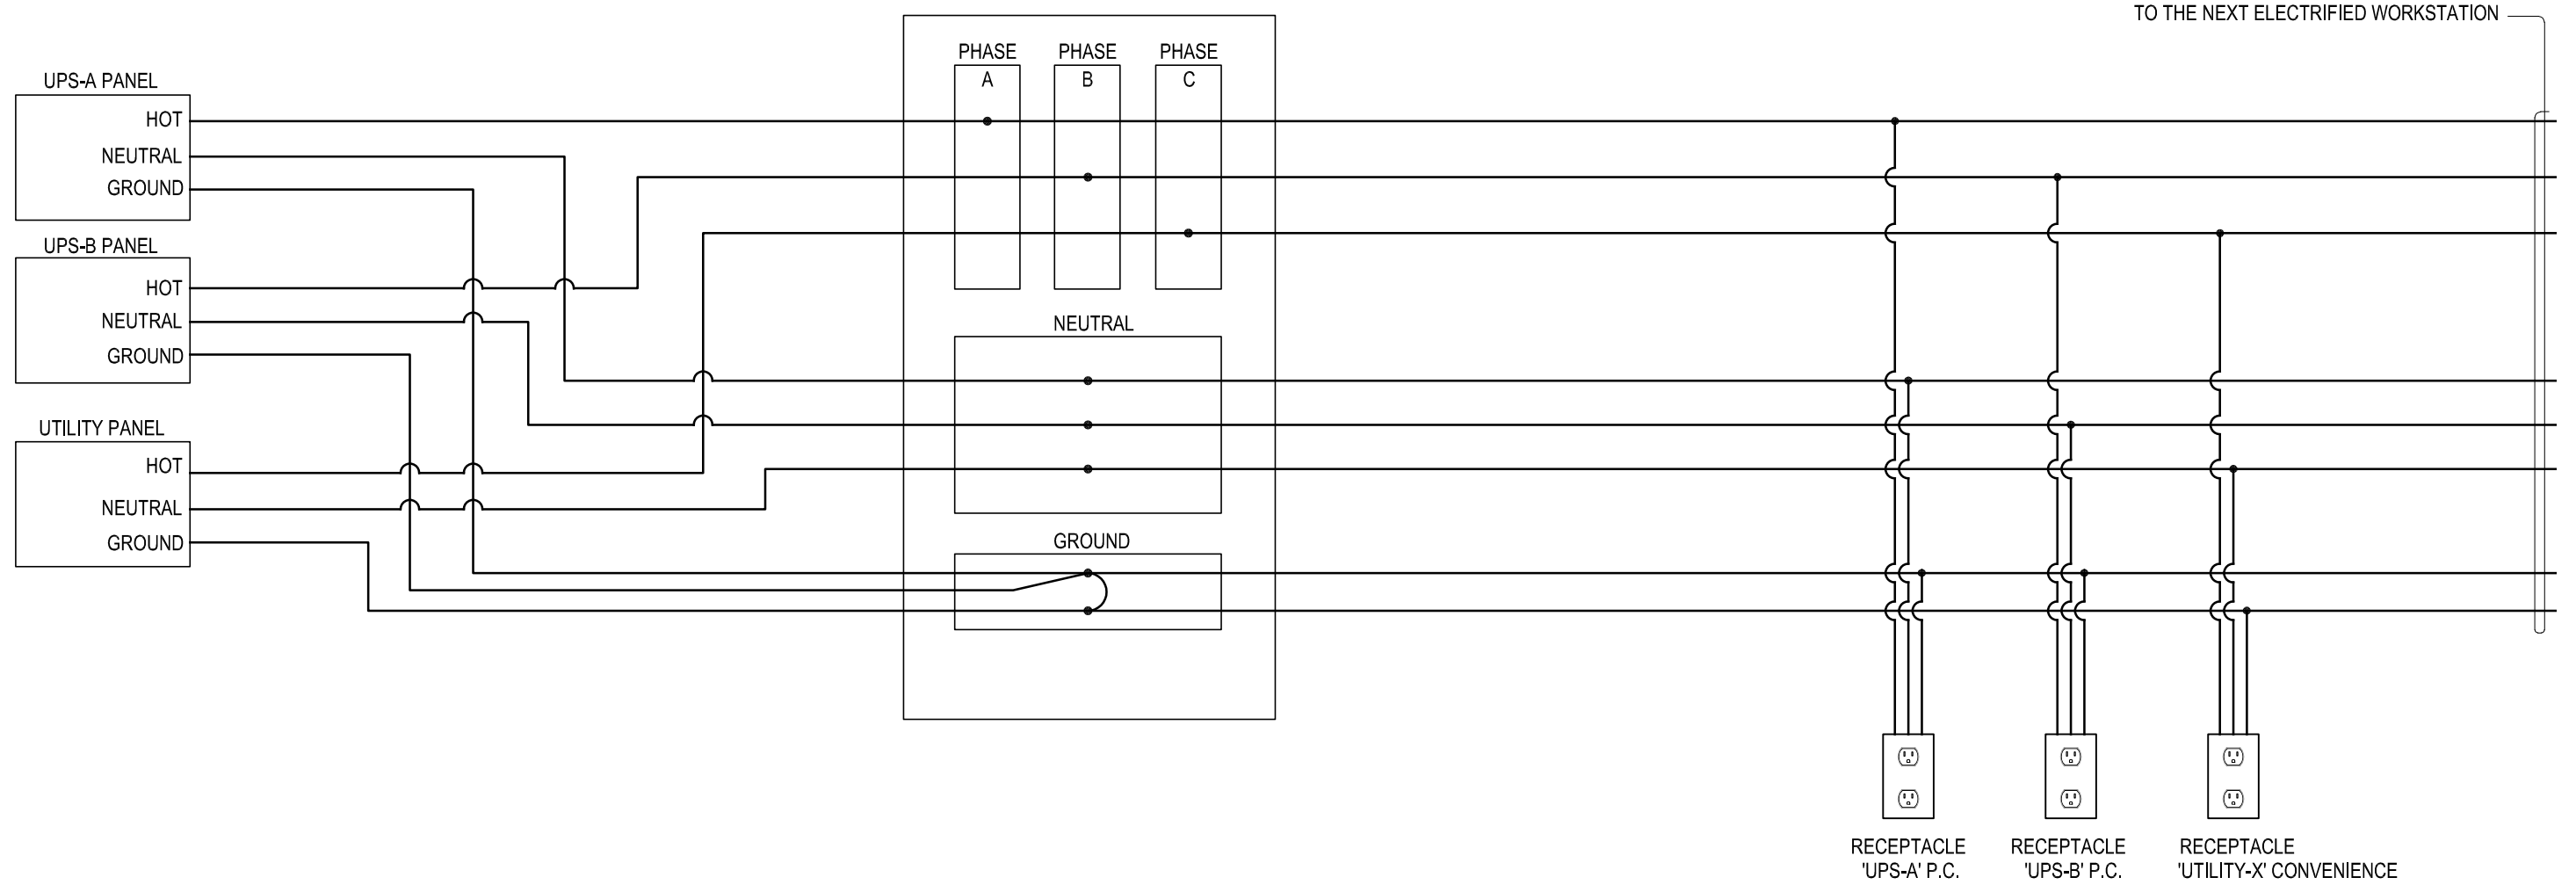 TO THE NEXT ELECTRIFIED WORKSTATION
PHASE
A
PHASE
B
PHASE
C
UPS-A PANEL
HOT
NEUTRAL
GROUND
UPS-B PANEL
HOT
NEUTRAL
GROUND
UTILITY PANEL
HOT
NEUTRAL
GROUND
NEUTRAL
GROUND
RECEPTACLE
'UPS-A' P.C.
RECEPTACLE
'UPS-B' P.C.
RECEPTACLE
'UTILITY-X' CONVENIENCE